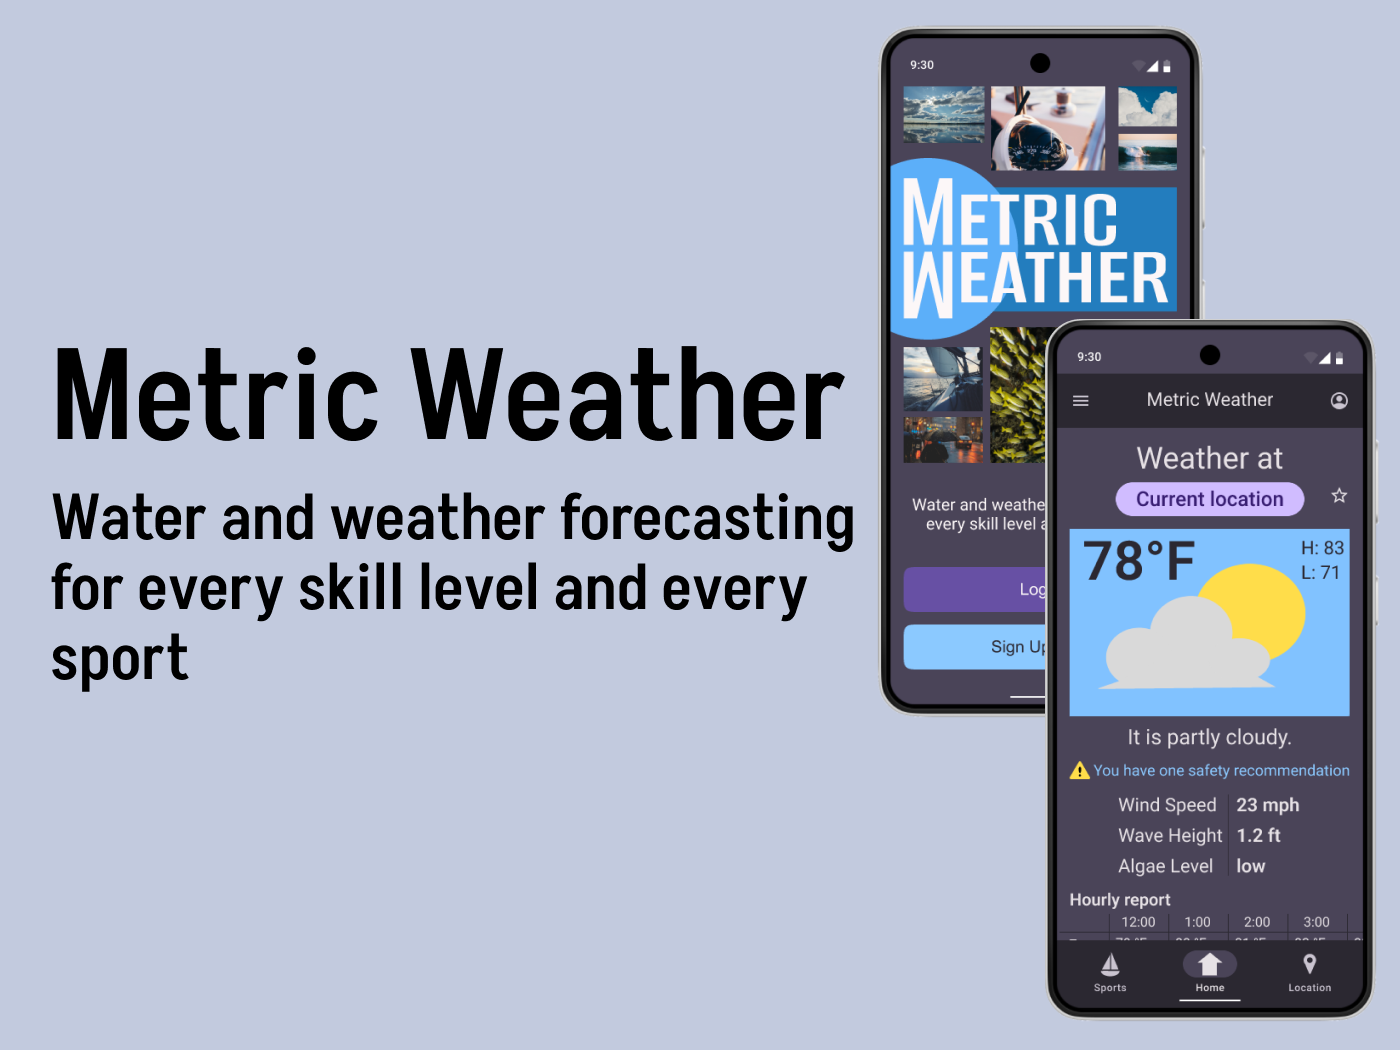 Metric Weather
Water and weather forecasting
for every skill level and every
sport
9:30
METRIC
WEATHER
Water and weathe
every skill level
Log
Sign Up
9:30
Metric Weather
Weather at
Current location
78°F
H: 83
L: 71
It is partly cloudy.
You have one safety recommendation
Wind Speed 23 mph
Wave Height 1.2 ft
Algae Level low
Hourly report
12:00 1:00 2:00 3:00
Sports Home Location